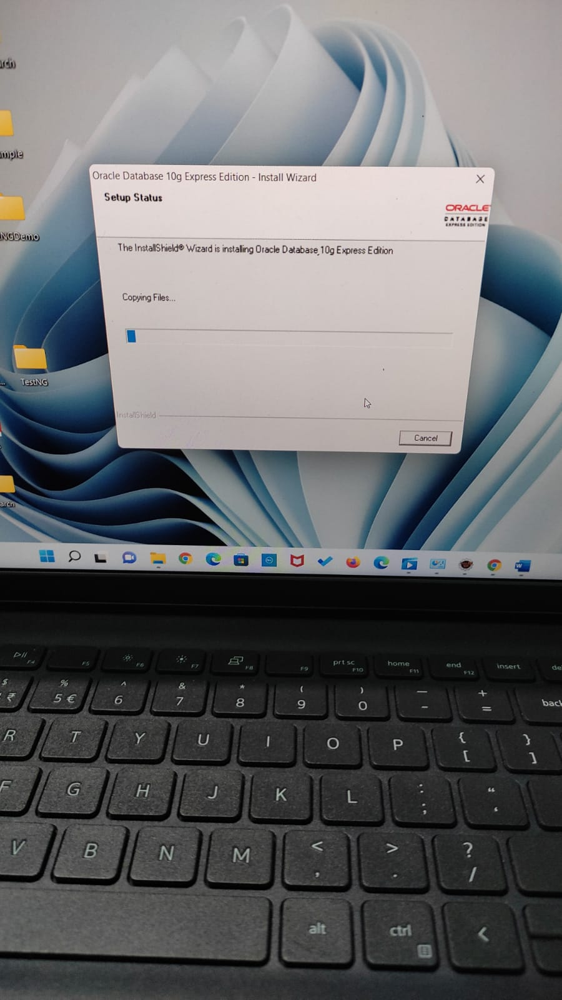 arch
mple
NGDemo
Oracle Database 10g Express Edition - Install Wizard
Setup Status
ORACLE
DATABASE
EXPRESS EDITION
The InstallShield® Wizard is installing Oracle Database 10g Express Edition
Copying Files...
InstallShield
Cancel
...
TestNG
arch
W
F4
F5
F6
F7
F8
F9
prt sc F10
home F11
end F12
insert
de
$ ₹
% 5 €
^ 6
& 7
* 8
( 9
) 0
— -
+ =
back
R T Y U I O P { [ } ]
F G H J K L : ; “ ‘
V B N M < , > . ? /
alt ctrl <